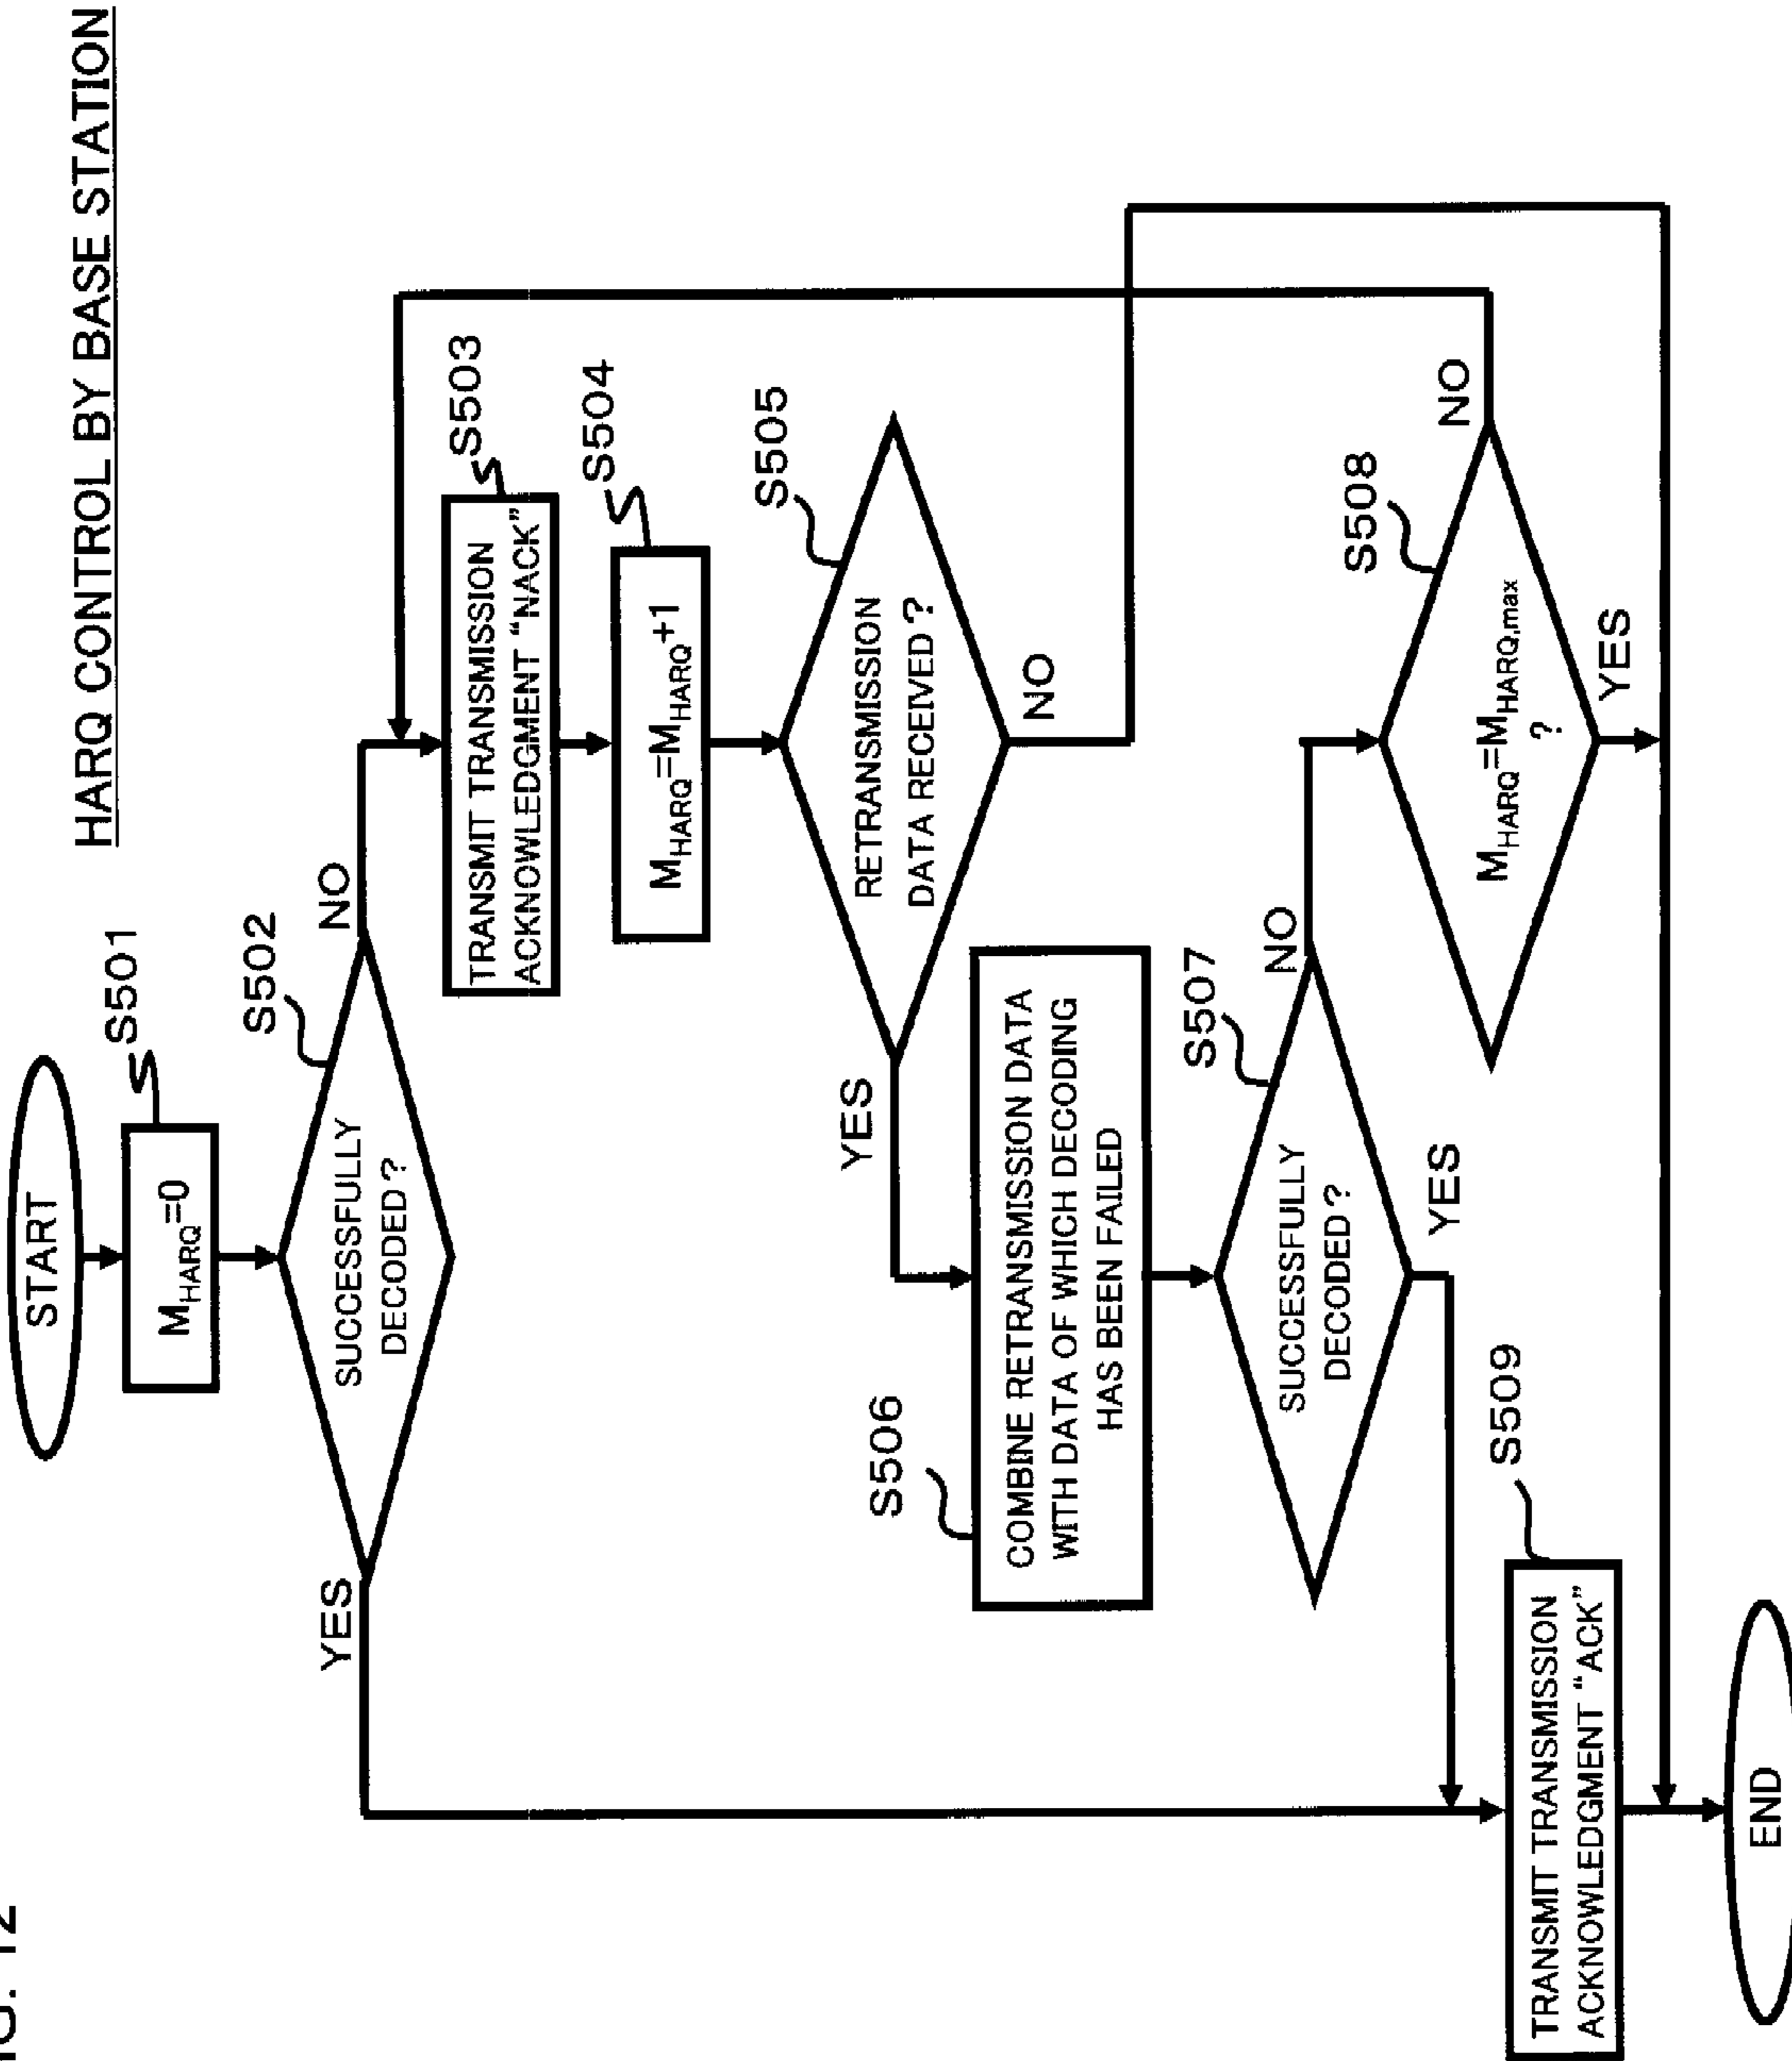 HARQ CONTROL BY BASE STATION
START
S501
M_HARQ=0
S502
SUCCESSFULLY
DECODED?
YES
NO
S503
TRANSMIT TRANSMISSION
ACKNOWLEDGMENT “NACK”
S504
M_HARQ=M_HARQ+1
S505
RETRANSMISSION
DATA RECEIVED?
YES
NO
S506
COMBINE RETRANSMISSION DATA
WITH DATA OF WHICH DECODING
HAS BEEN FAILED
S507
SUCCESSFULLY
DECODED?
NO
YES
S508
M_HARQ=M_HARQ,max
?
NO
YES
S509
TRANSMIT TRANSMISSION
ACKNOWLEDGMENT “ACK”
END